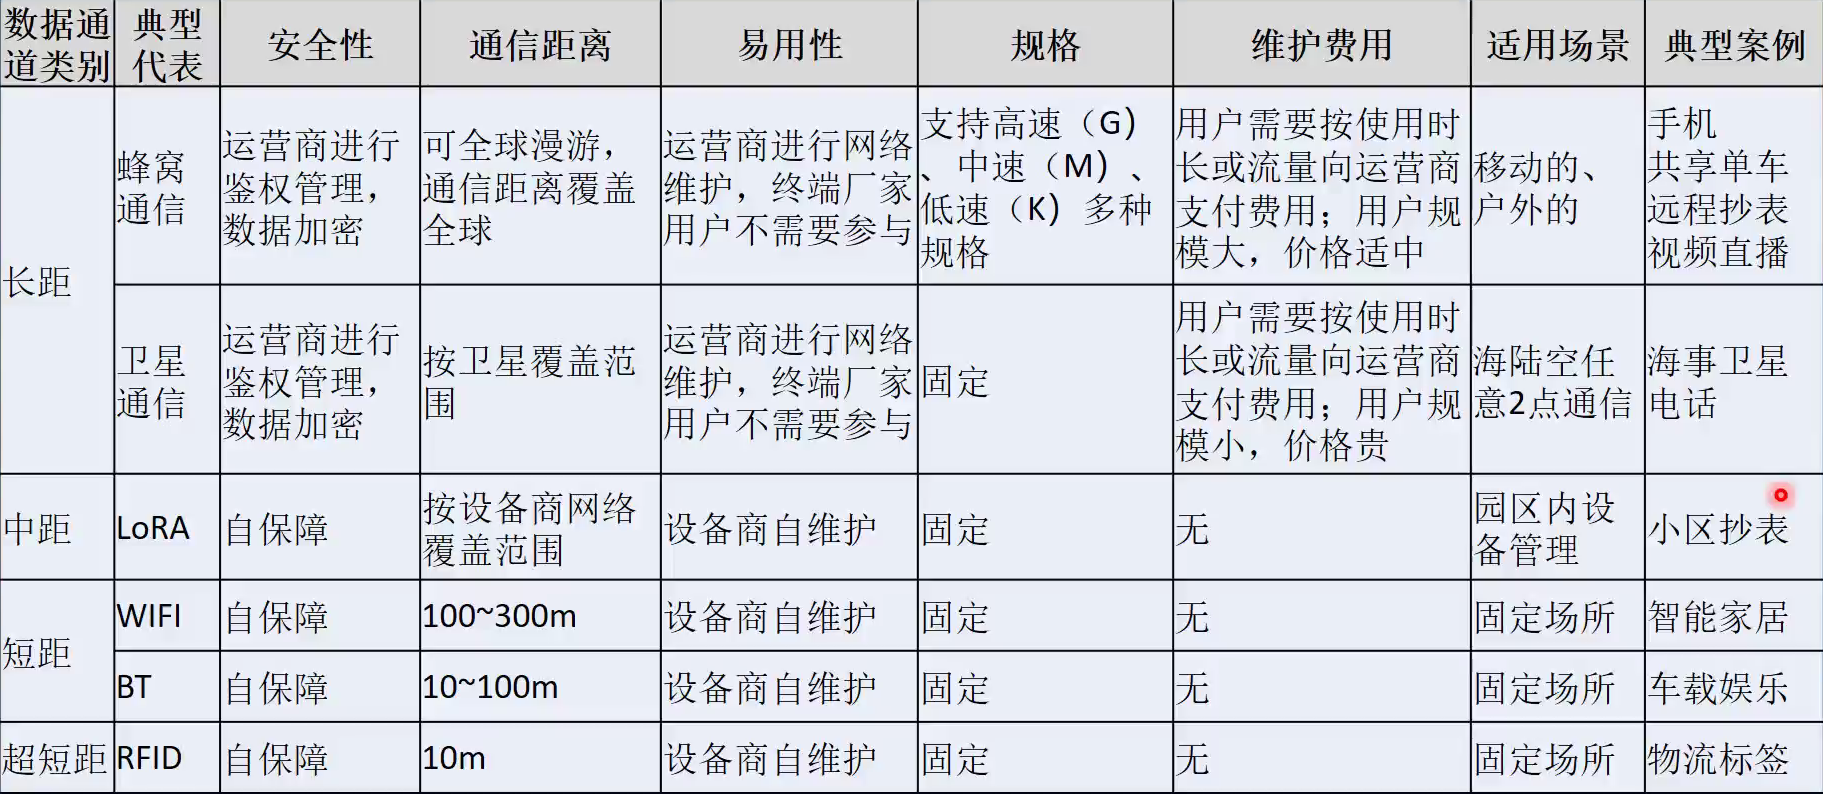 数据通
道类别
典型
代表
安全性
通信距离
易用性
规格
维护费用
适用场景
典型案例
长距
蜂窝
通信
运营商进行
鉴权管理，
数据加密
可全球漫游，
通信距离覆盖
全球
运营商进行网络
维护，终端厂家
用户不需要参与
支持高速（G）
、中速（M）、
低速（K）多种
规格
用户需要按使用时
长或流量向运营商
支付费用；用户规
模大，价格适中
移动的、
户外的
手机
共享单车
远程抄表
视频直播
卫星
通信
运营商进行
鉴权管理，
数据加密
按卫星覆盖范
围
运营商进行网络
维护，终端厂家
用户不需要参与
固定
用户需要按使用时
长或流量向运营商
支付费用；用户规
模小，价格贵
海陆空任
意2点通信
海事卫星
电话
中距
LoRA
自保障
按设备商网络
覆盖范围
设备商自维护
固定
无
园区内设
备管理
小区抄表
短距
WIFI
自保障
100~300m
设备商自维护
固定
无
固定场所
智能家居
BT
自保障
10~100m
设备商自维护
固定
无
固定场所
车载娱乐
超短距
RFID
自保障
10m
设备商自维护
固定
无
固定场所
物流标签